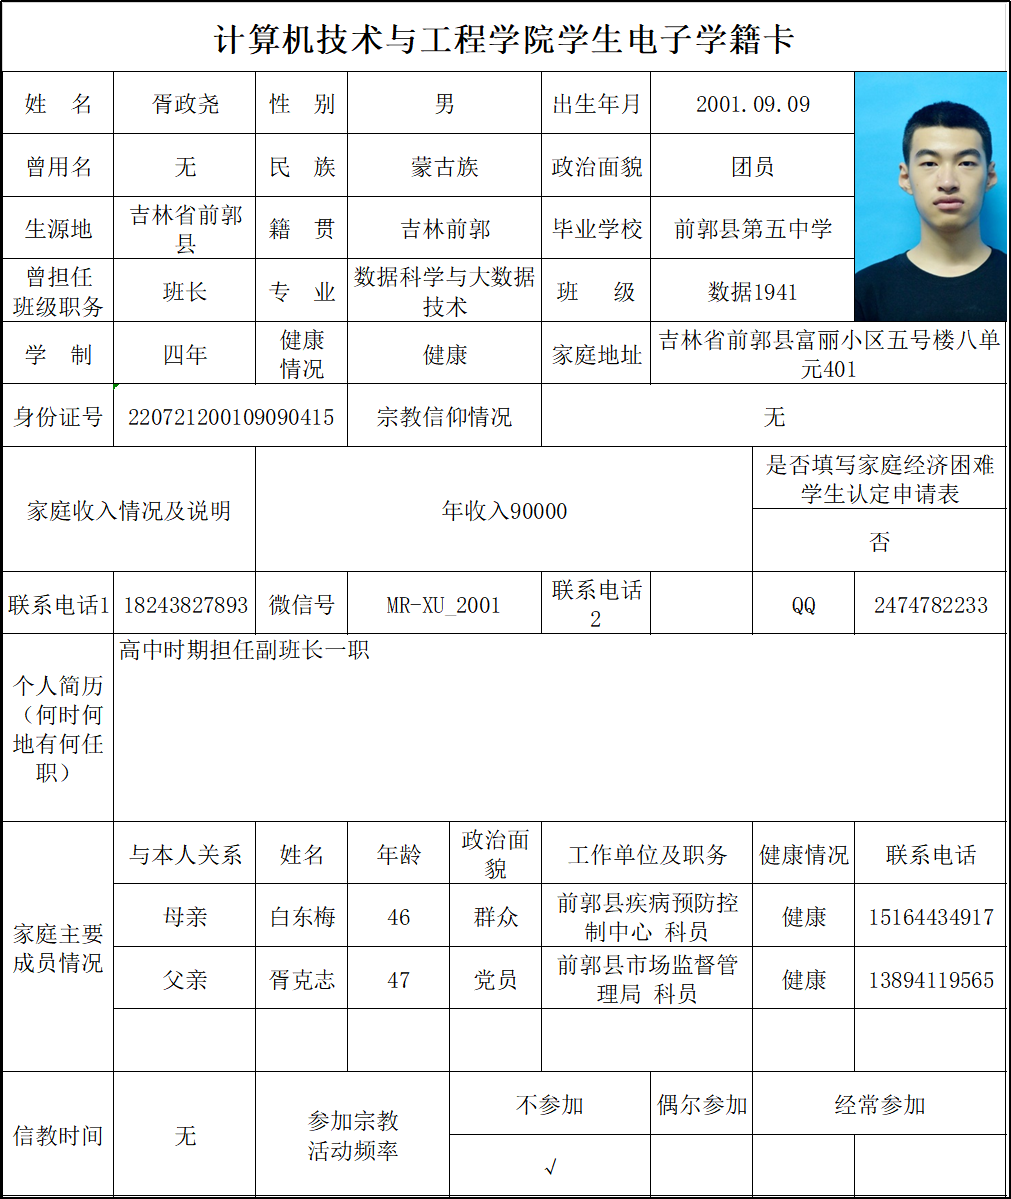 计算机技术与工程学院学生电子学籍卡
姓 名 胥政尧 性 别 男 出生年月 2001.09.09
曾用名 无 民 族 蒙古族 政治面貌 团员
生源地 吉林省前郭县 籍 贯 吉林前郭 毕业学校 前郭县第五中学
曾担任班级职务 班长 专 业 数据科学与大数据技术 班 级 数据1941
学 制 四年 健康情况 健康 家庭地址 吉林省前郭县富丽小区五号楼八单元401
身份证号 220721200109090415 宗教信仰情况 无
家庭收入情况及说明 年收入90000 是否填写家庭经济困难学生认定申请表
否
联系电话1 18243827893 微信号 MR-XU_2001 联系电话2 QQ 2474782233
个人简历（何时何地有何任职） 高中时期担任副班长一职
家庭主要成员情况 与本人关系 姓名 年龄 政治面貌 工作单位及职务 健康情况 联系电话
母亲 白东梅 46 群众 前郭县疾病预防控制中心 科员 健康 15164434917
父亲 胥克志 47 党员 前郭县市场监督管理局 科员 健康 13894119565
信教时间 无 参加宗教活动频率 不参加 偶尔参加 经常参加
√